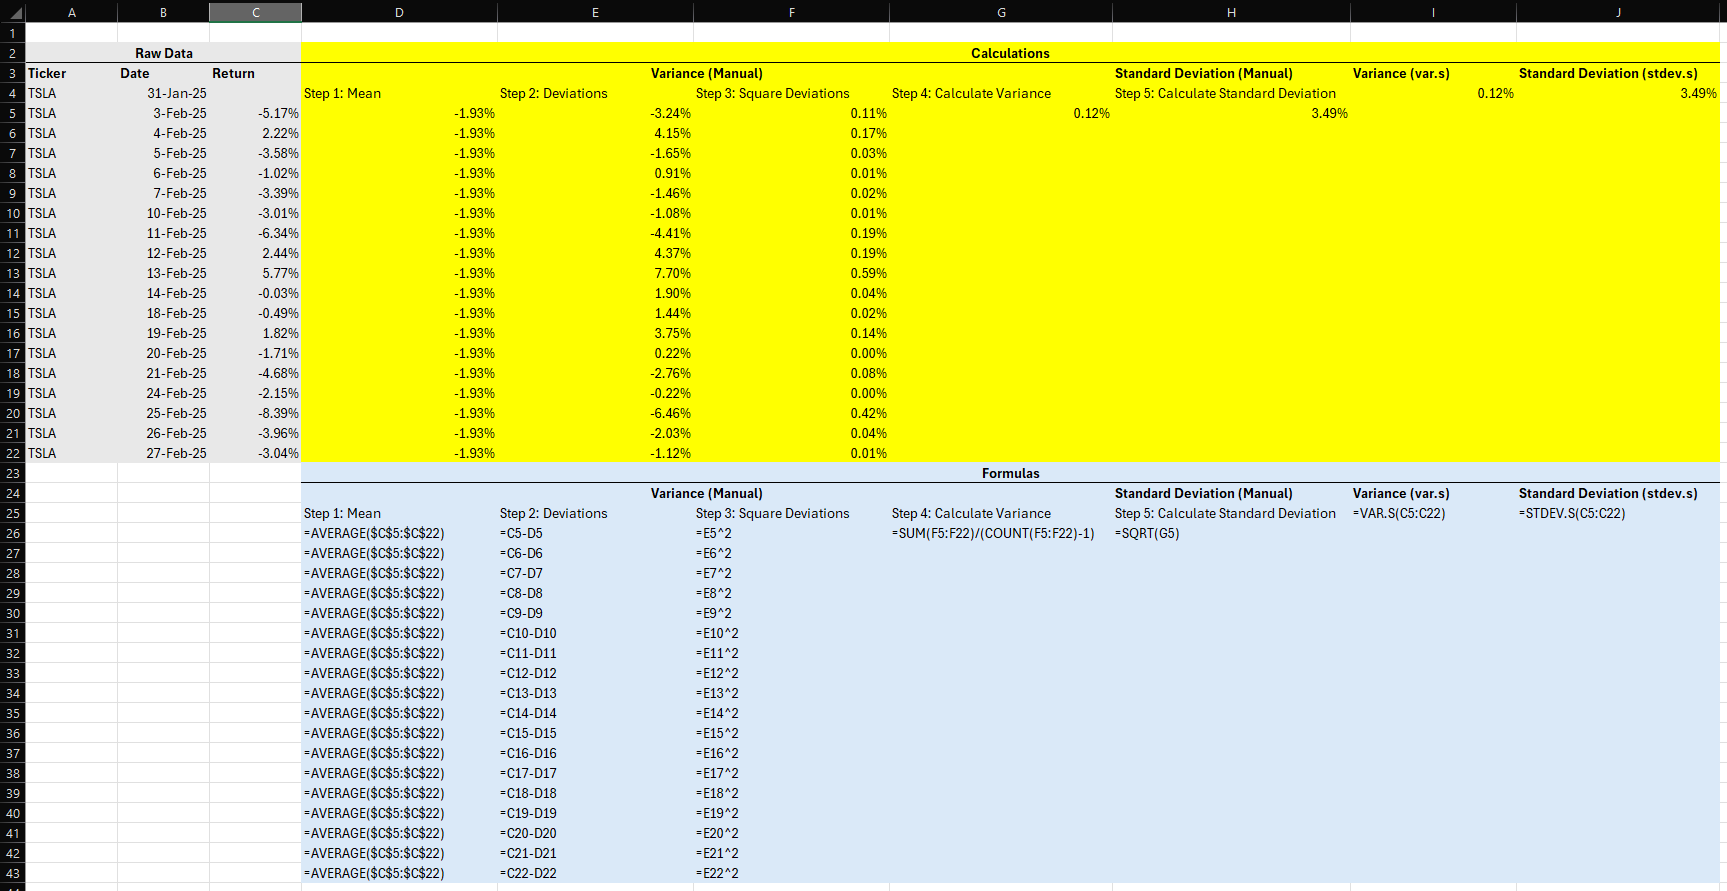 A B C D E F G H I J
1
2 Raw Data Calculations
3 Ticker Date Return Variance (Manual) Standard Deviation (Manual) Variance (var.s) Standard Deviation (stdev.s)
4 TSLA 31-Jan-25 Step 1: Mean Step 2: Deviations Step 3: Square Deviations Step 4: Calculate Variance Step 5: Calculate Standard Deviation 0.12% 3.49%
5 TSLA 3-Feb-25 -5.17% -1.93% -3.24% 0.11% 0.12% 3.49%
6 TSLA 4-Feb-25 2.22% -1.93% 4.15% 0.17%
7 TSLA 5-Feb-25 -3.58% -1.93% -1.65% 0.03%
8 TSLA 6-Feb-25 -1.02% -1.93% 0.91% 0.01%
9 TSLA 7-Feb-25 -3.39% -1.93% -1.46% 0.02%
10 TSLA 10-Feb-25 -3.01% -1.93% -1.08% 0.01%
11 TSLA 11-Feb-25 -6.34% -1.93% -4.41% 0.19%
12 TSLA 12-Feb-25 2.44% -1.93% 4.37% 0.19%
13 TSLA 13-Feb-25 5.77% -1.93% 7.70% 0.59%
14 TSLA 14-Feb-25 -0.03% -1.93% 1.90% 0.04%
15 TSLA 18-Feb-25 -0.49% -1.93% 1.44% 0.02%
16 TSLA 19-Feb-25 1.82% -1.93% 3.75% 0.14%
17 TSLA 20-Feb-25 -1.71% -1.93% 0.22% 0.00%
18 TSLA 21-Feb-25 -4.68% -1.93% -2.76% 0.08%
19 TSLA 24-Feb-25 -2.15% -1.93% -0.22% 0.00%
20 TSLA 25-Feb-25 -8.39% -1.93% -6.46% 0.42%
21 TSLA 26-Feb-25 -3.96% -1.93% -2.03% 0.04%
22 TSLA 27-Feb-25 -3.04% -1.93% -1.12% 0.01%
23 Formulas
24 Variance (Manual) Standard Deviation (Manual) Variance (var.s) Standard Deviation (stdev.s)
25 Step 1: Mean Step 2: Deviations Step 3: Square Deviations Step 4: Calculate Variance Step 5: Calculate Standard Deviation =VAR.S(C5:C22) =STDEV.S(C5:C22)
26 =AVERAGE($C$5:$C$22) =C5-D5 =E5^2 =SUM(F5:F22)/(COUNT(F5:F22)-1) =SQRT(G5)
27 =AVERAGE($C$5:$C$22) =C6-D6 =E6^2
28 =AVERAGE($C$5:$C$22) =C7-D7 =E7^2
29 =AVERAGE($C$5:$C$22) =C8-D8 =E8^2
30 =AVERAGE($C$5:$C$22) =C9-D9 =E9^2
31 =AVERAGE($C$5:$C$22) =C10-D10 =E10^2
32 =AVERAGE($C$5:$C$22) =C11-D11 =E11^2
33 =AVERAGE($C$5:$C$22) =C12-D12 =E12^2
34 =AVERAGE($C$5:$C$22) =C13-D13 =E13^2
35 =AVERAGE($C$5:$C$22) =C14-D14 =E14^2
36 =AVERAGE($C$5:$C$22) =C15-D15 =E15^2
37 =AVERAGE($C$5:$C$22) =C16-D16 =E16^2
38 =AVERAGE($C$5:$C$22) =C17-D17 =E17^2
39 =AVERAGE($C$5:$C$22) =C18-D18 =E18^2
40 =AVERAGE($C$5:$C$22) =C19-D19 =E19^2
41 =AVERAGE($C$5:$C$22) =C20-D20 =E20^2
42 =AVERAGE($C$5:$C$22) =C21-D21 =E21^2
43 =AVERAGE($C$5:$C$22) =C22-D22 =E22^2